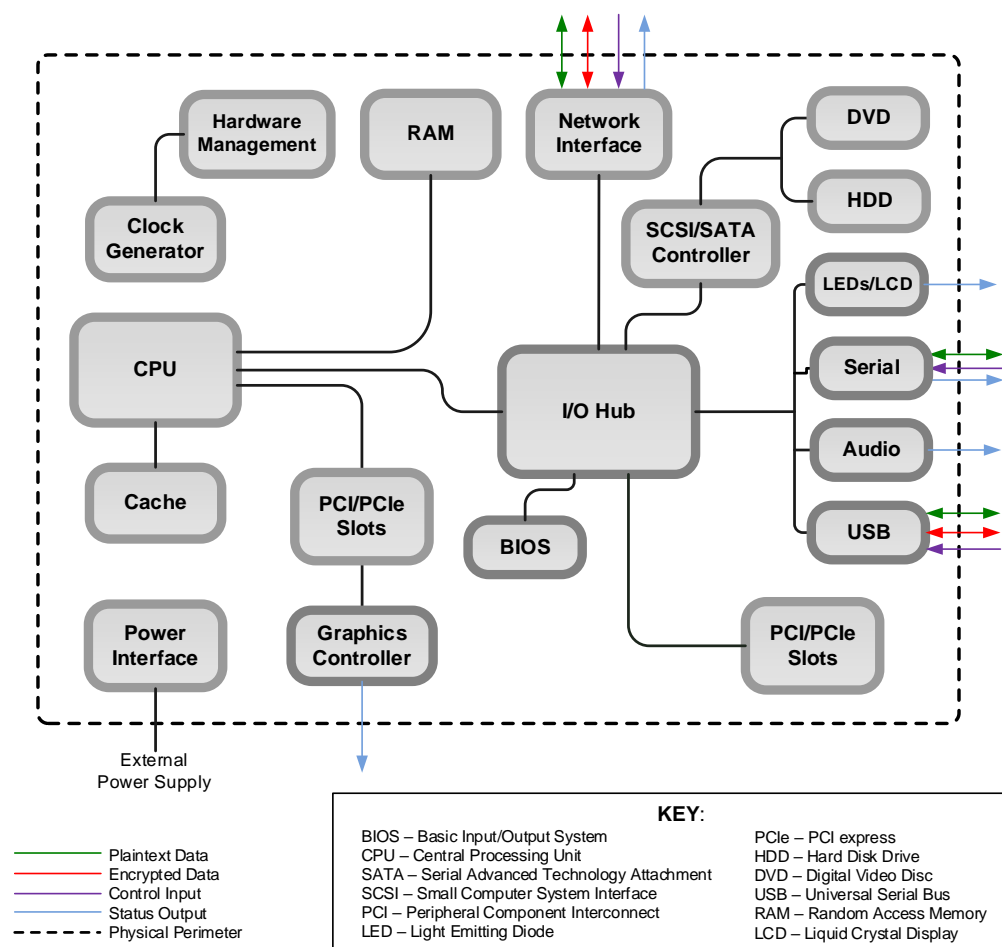 Hardware
Management
RAM
Network
Interface
DVD
HDD
Clock
Generator
SCSI/SATA
Controller
LEDs/LCD
CPU
I/O Hub
Serial
Audio
Cache
PCI/PCIe
Slots
BIOS
USB
Power
Interface
Graphics
Controller
PCI/PCIe
Slots
External
Power Supply
Plaintext Data
Encrypted Data
Control Input
Status Output
Physical Perimeter
KEY:
BIOS – Basic Input/Output System
CPU – Central Processing Unit
SATA – Serial Advanced Technology Attachment
SCSI – Small Computer System Interface
PCI – Peripheral Component Interconnect
LED – Light Emitting Diode
PCIe – PCI express
HDD – Hard Disk Drive
DVD – Digital Video Disc
USB – Universal Serial Bus
RAM – Random Access Memory
LCD – Liquid Crystal Display